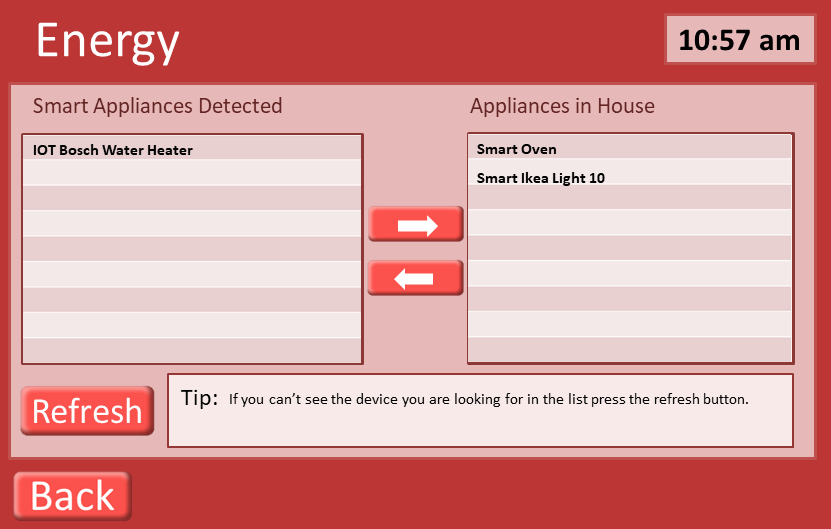 Energy
10:57 am
Smart Appliances Detected
Appliances in House
IOT Bosch Water Heater
Smart Oven
Smart Ikea Light 10
Refresh
Tip: If you can't see the device you are looking for in the list press the refresh button.
Back